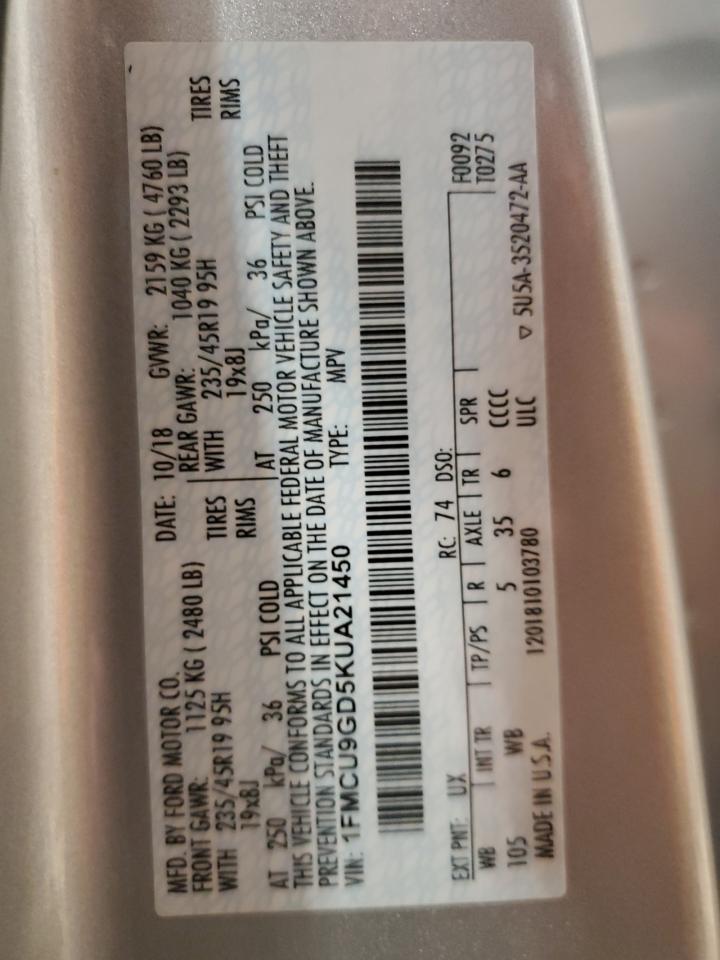 MFD. BY FORD MOTOR CO.
DATE: 10/18 GVWR: 2159 KG ( 4760 LB)
FRONT GAWR: 1125 KG ( 2480 LB)
REAR GAWR: 1040 KG ( 2293 LB)
WITH 235/45R19 95H TIRES
WITH 235/45R19 95H TIRES
19x8J RIMS
19x8J RIMS
AT 250 kPa/ 36 PSI COLD
AT 250 kPa/ 36 PSI COLD
THIS VEHICLE CONFORMS TO ALL APPLICABLE FEDERAL MOTOR VEHICLE SAFETY AND THEFT
PREVENTION STANDARDS IN EFFECT ON THE DATE OF MANUFACTURE SHOWN ABOVE.
VIN: 1FMCU9GD5KUA21450 TYPE: MPV
EXT PNT: UX RC: 74 DSO: F0092
WB INT TR TP/PS R AXLE TR SPR T0275
105 WB 5 35 6 CCCC
MADE IN U.S.A. 1201810103780 ULC ▽ 5U5A-3520472-AA